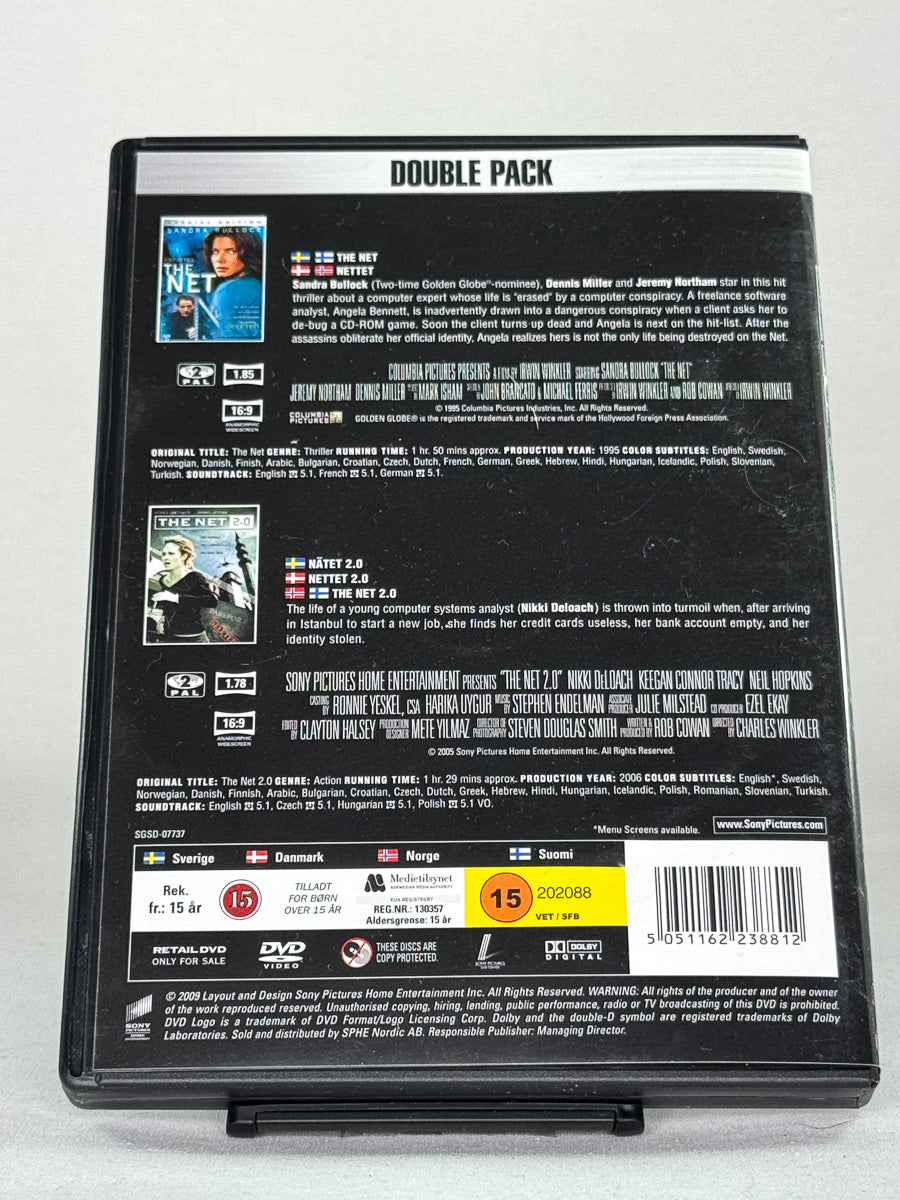 DOUBLE PACK
SPECIAL EDITION
SANDRA BULLOCK
THE
NET
THE NET
NETTET
Sandra Bullock (Two-time Golden Globe®-nominee), Dennis Miller and Jeremy Northam star in this hit
thriller about a computer expert whose life is "erased" by a computer conspiracy. A freelance software
analyst, Angela Bennett, is inadvertently drawn into a dangerous conspiracy when a client asks her to
de-bug a CD-ROM game. Soon the client turns up dead and Angela is next on the hit-list. After the
assassins obliterate her official identity, Angela realizes hers is not the only life being destroyed on the Net.
2
PAL
1.85
16:9
ANAMORPHIC
WIDESCREEN
COLUMBIA PICTURES PRESENTS A FILM BY IRWIN WINKLER STARRING SANDRA BULLOCK "THE NET"
JEREMY NORTHAM DENNIS MILLER MARK ISHAM JOHN BRANCATO & MICHAEL FERRIS IRWIN WINKLER AND ROB COWAN IRWIN WINKLER
COLUMBIA
PICTURES
© 1995 Columbia Pictures Industries, Inc. All Rights Reserved.
GOLDEN GLOBE® is the registered trademark and service mark of the Hollywood Foreign Press Association.
ORIGINAL TITLE: The Net GENRE: Thriller RUNNING TIME: 1 hr. 50 mins approx. PRODUCTION YEAR: 1995 COLOR SUBTITLES: English, Swedish,
Norwegian, Danish, Finish, Arabic, Bulgarian, Croatian, Czech, Dutch, French, German, Greek, Hebrew, Hindi, Hungarian, Icelandic, Polish, Slovenian,
Turkish. SOUNDTRACK: English 5.1, French 5.1, German 5.1.
THE NET 2.0
NÄTET 2.0
NETTET 2.0
THE NET 2.0
The life of a young computer systems analyst (Nikki Deloach) is thrown into turmoil when, after arriving
in Istanbul to start a new job, she finds her credit cards useless, her bank account empty, and her
identity stolen.
2
PAL
1.78
16:9
ANAMORPHIC
WIDESCREEN
SONY PICTURES HOME ENTERTAINMENT PRESENTS "THE NET 2.0" NIKKI DELOACH KEEGAN CONNOR TRACY NEIL HOPKINS
CASTING BY RONNIE YESKEL, CSA HARIKA UYGUR MUSIC BY STEPHEN ENDELMAN ASSOCIATE PRODUCER JULIE MILSTEAD CO PRODUCER EZEL EKAY
EDITED BY CLAYTON HALSEY PRODUCTION DESIGNER METE YILMAZ DIRECTOR OF PHOTOGRAPHY STEVEN DOUGLAS SMITH WRITTEN & PRODUCED BY ROB COWAN DIRECTED BY CHARLES WINKLER
© 2005 Sony Pictures Home Entertainment Inc. All Rights Reserved.
ORIGINAL TITLE: The Net 2.0 GENRE: Action RUNNING TIME: 1 hr. 29 mins approx. PRODUCTION YEAR: 2006 COLOR SUBTITLES: English*, Swedish,
Norwegian, Danish, Finnish, Arabic, Bulgarian, Croatian, Czech, Dutch, Greek, Hebrew, Hindi, Hungarian, Icelandic, Polish, Romanian, Slovenian, Turkish.
SOUNDTRACK: English 5.1, Czech 5.1, Hungarian 5.1, Polish 5.1 VO.
SGSD-07737
*Menu Screens available.
www.SonyPictures.com
Sverige
Danmark
Norge
Suomi
Rek.
fr.: 15 år
15
TILLADT
FOR BØRN
OVER 15 ÅR
Medietilsynet
NORWEGIAN MEDIA AUTHORITY
KUN REGISTRERT
REG.NR.: 130357
Aldersgrense: 15 år
15
202088
VET / SFB
RETAIL DVD
ONLY FOR SALE
DVD
VIDEO
THESE DISCS ARE
COPY PROTECTED.
DOLBY
DIGITAL
5 051162 238812
SONY
PICTURES
HOME
ENTERTAINMENT
© 2009 Layout and Design Sony Pictures Home Entertainment Inc. All Rights Reserved. WARNING: All rights of the producer and of the owner
of the work reproduced reserved. Unauthorised copying, hiring, lending, public performance, radio or TV broadcasting of this DVD is prohibited.
DVD Logo is a trademark of DVD Format/Logo Licensing Corp. Dolby and the double-D symbol are registered trademarks of Dolby
Laboratories. Sold and distributed by SPHE Nordic AB. Responsible Publisher: Managing Director.